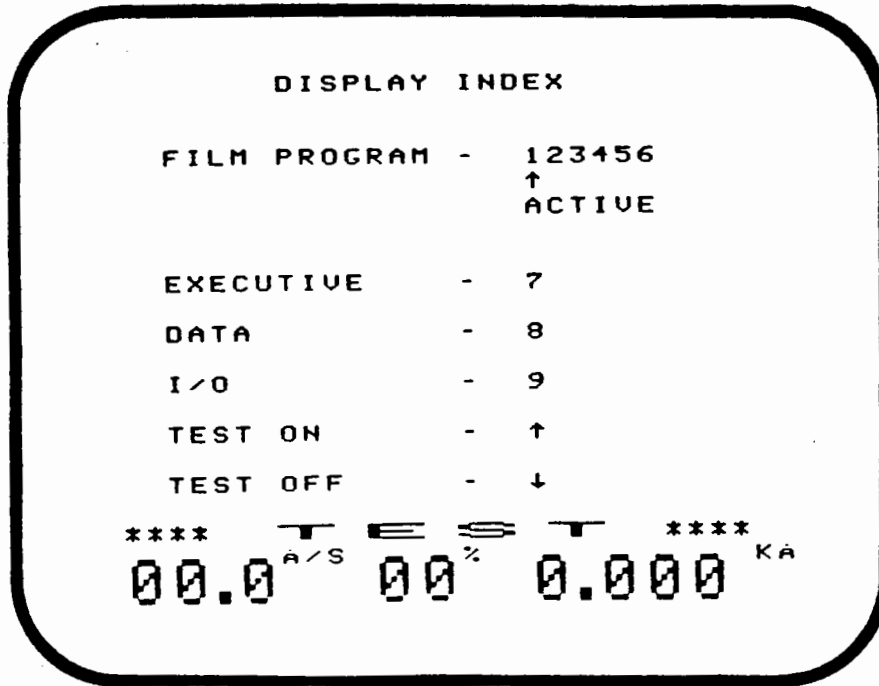 DISPLAY INDEX
FILM PROGRAM - 123456
↑
ACTIVE
EXECUTIVE - 7
DATA - 8
I/O - 9
TEST ON - ↑
TEST OFF - ↓
**** T E S T ****
00.0 A/S 00 % 0.000 KA